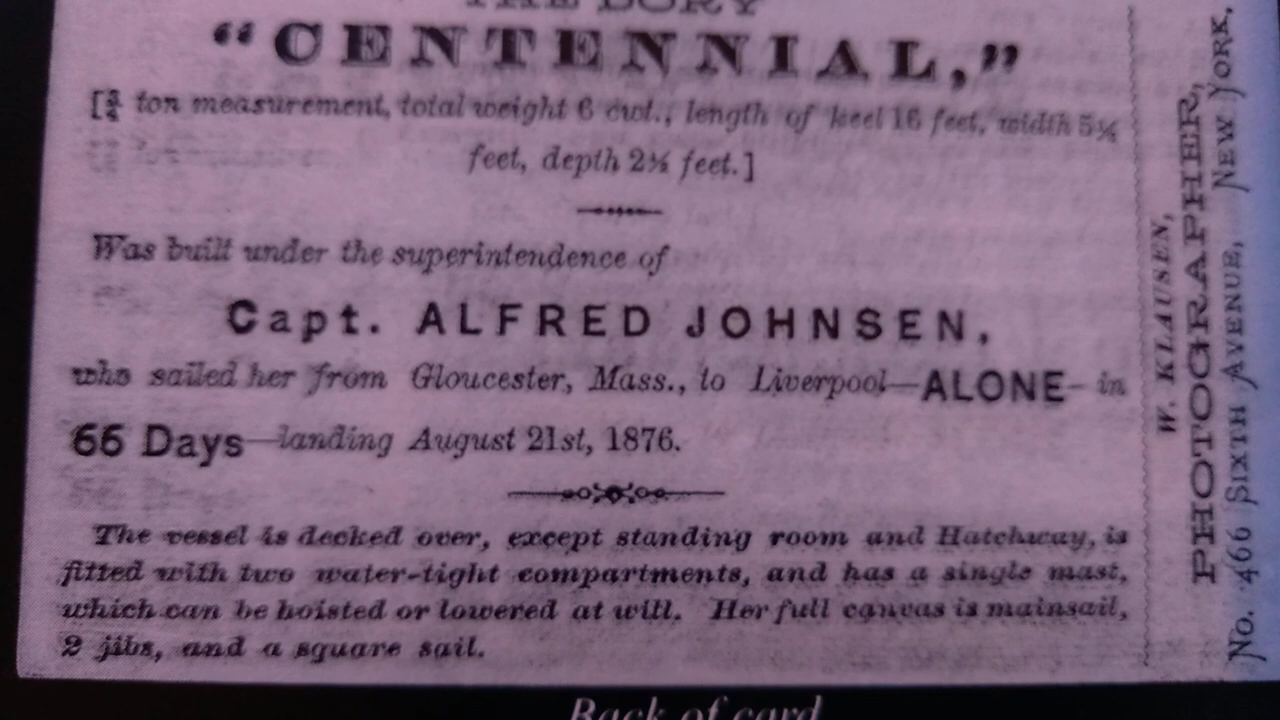 THE DORY
"CENTENNIAL,"
[¾ ton measurement, total weight 6 cwt., length of keel 16 feet, width 5¼
feet, depth 2¾ feet.]
Was built under the superintendence of
Capt. ALFRED JOHNSEN,
who sailed her from Gloucester, Mass., to Liverpool—ALONE—in
66 Days—landing August 21st, 1876.
The vessel is decked over, except standing room and Hatchway, is
fitted with two water-tight compartments, and has a single mast,
which can be hoisted or lowered at will. Her full canvas is mainsail,
2 jibs, and a square sail.
W. KLAUSEN,
PHOTOGRAPHER,
No. 466 SIXTH AVENUE, NEW YORK.
Back of card